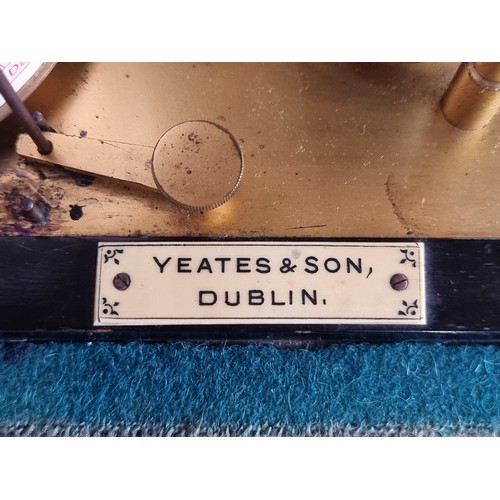 YEATES & SON,
DUBLIN.